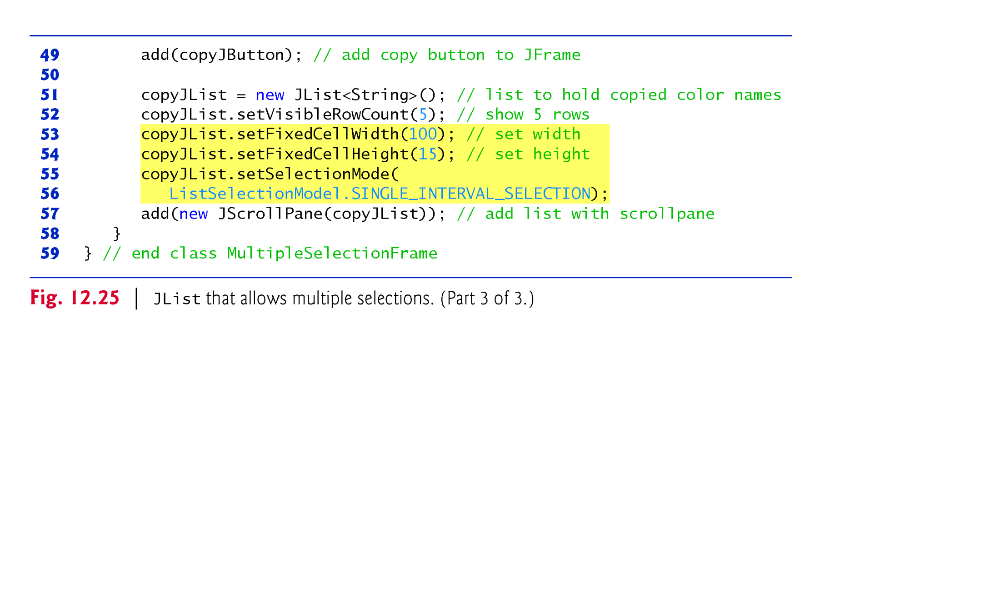 49 add(copyJButton); // add copy button to JFrame
50
51 copyJList = new JList<String>(); // list to hold copied color names
52 copyJList.setVisibleRowCount(5); // show 5 rows
53 copyJList.setFixedCellWidth(100); // set width
54 copyJList.setFixedCellHeight(15); // set height
55 copyJList.setSelectionMode(
56 ListSelectionModel.SINGLE_INTERVAL_SELECTION);
57 add(new JScrollPane(copyJList)); // add list with scrollpane
58 }
59 } // end class MultipleSelectionFrame
Fig. 12.25 | JList that allows multiple selections. (Part 3 of 3.)